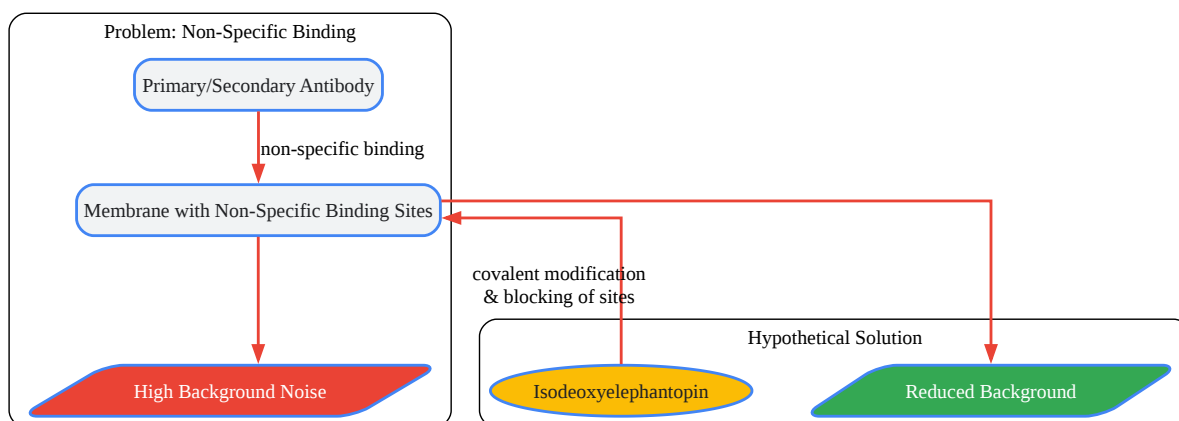 Problem: Non-Specific Binding
Primary/Secondary Antibody
non-specific binding
Membrane with Non-Specific Binding Sites
High Background Noise
covalent modification
& blocking of sites
Hypothetical Solution
Isodeoxyelephantopin
Reduced Background